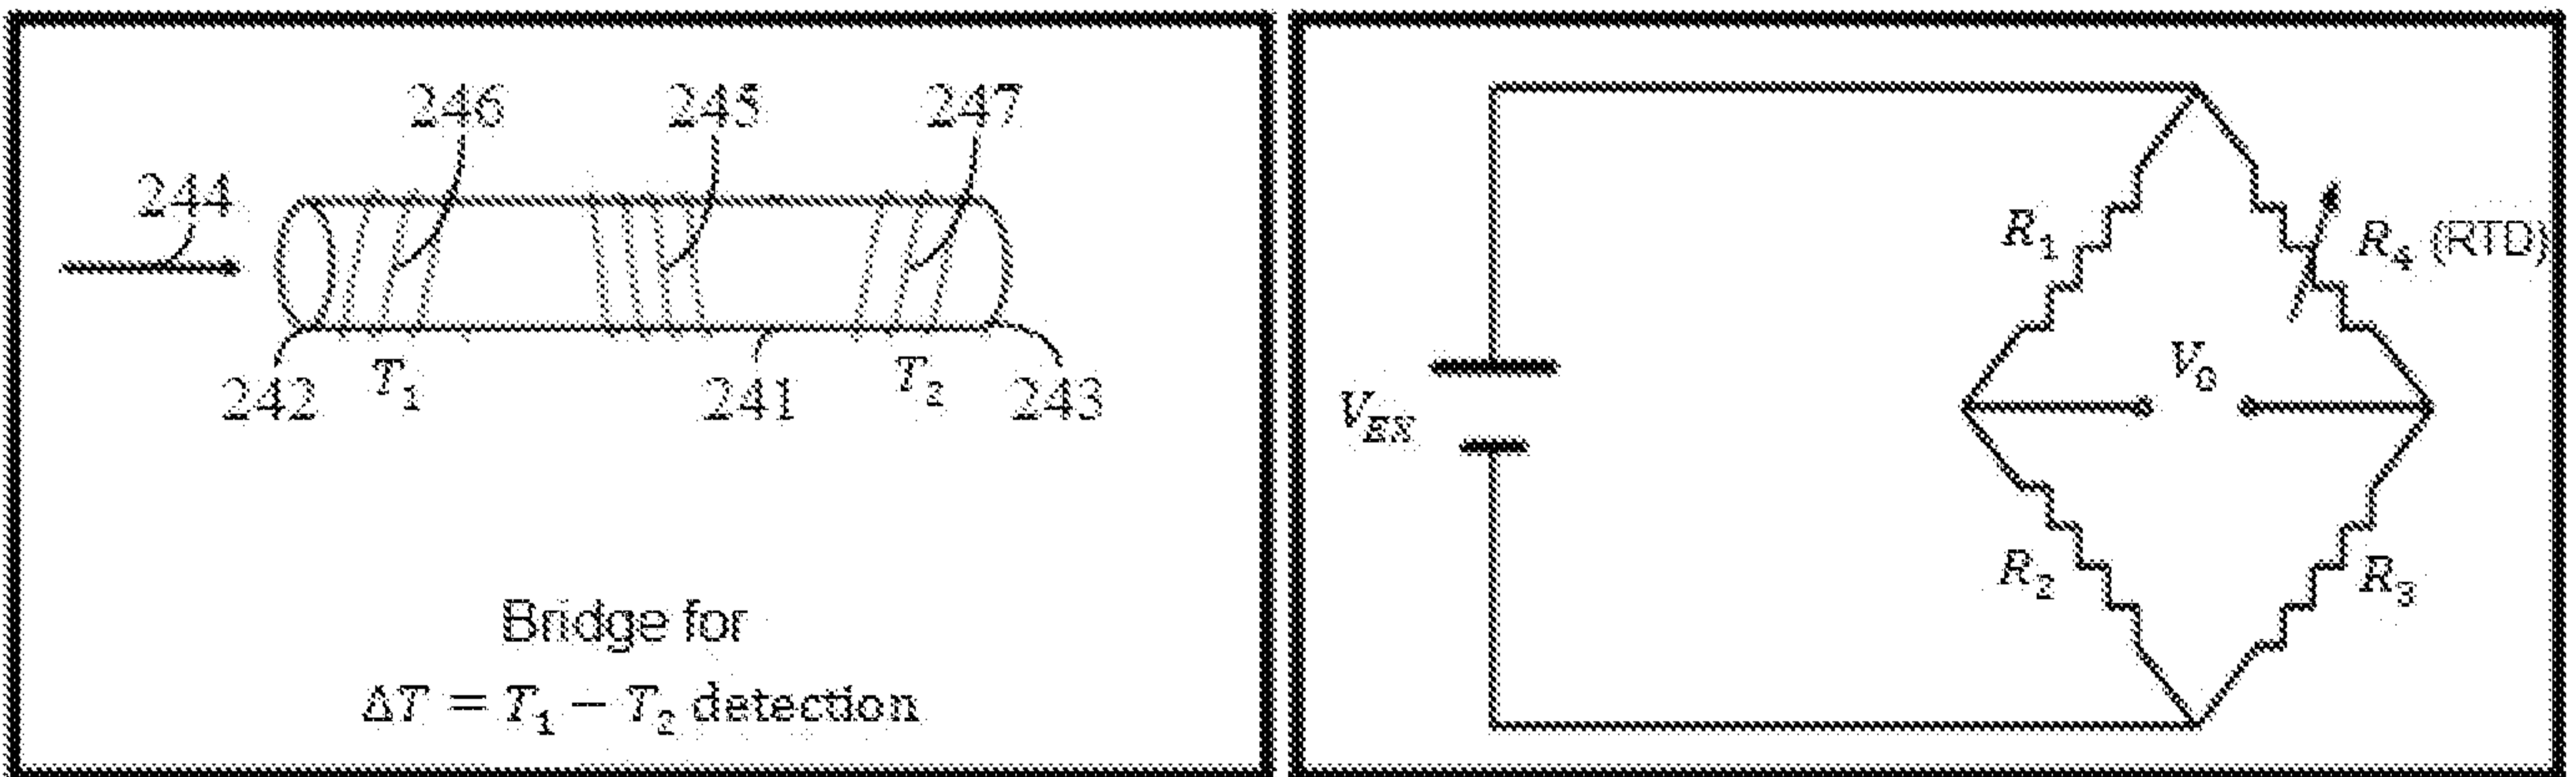 246 245 247
244
242 T₁ 241 T₂ 243
Bridge for
ΔT = T₁ − T₂ detection
R₁ R₄ (RTD)
V₀
V_EX
R₂ R₃